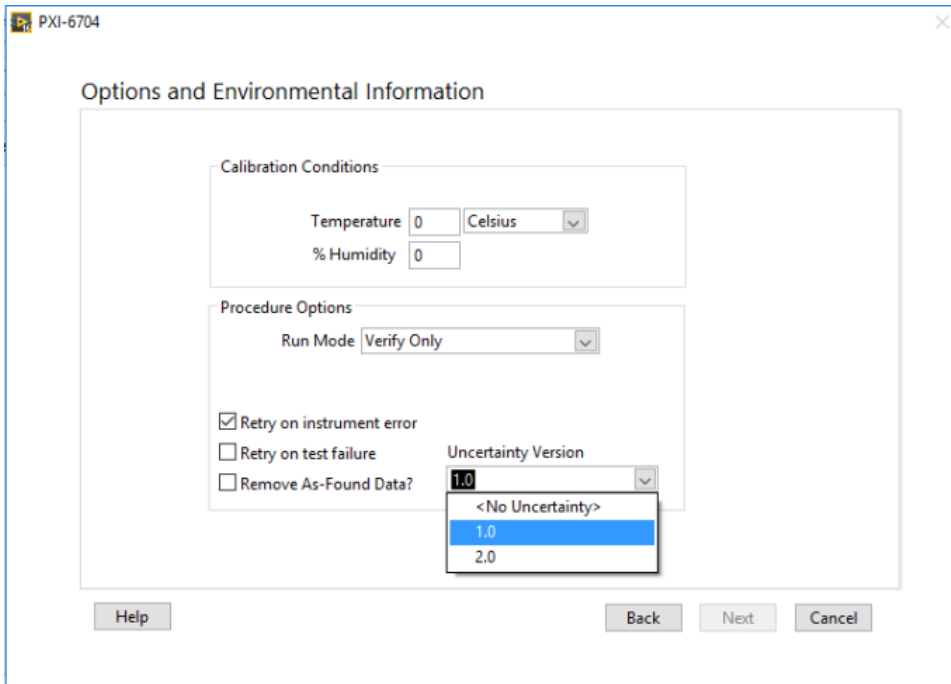 PXI-6704
Options and Environmental Information
Calibration Conditions
Temperature 0 Celsius
% Humidity 0
Procedure Options
Run Mode Verify Only
Retry on instrument error
Retry on test failure
Uncertainty Version
Remove As-Found Data?
1.0
<No Uncertainty>
1.0
2.0
Help Back Next Cancel